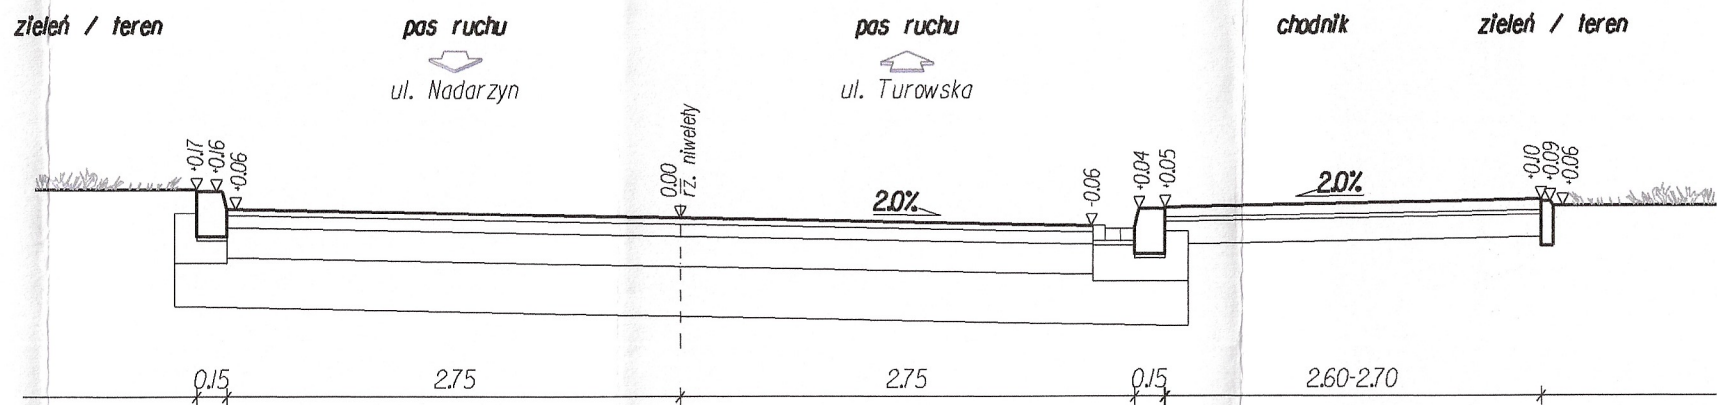 zieleń / teren
pas ruchu
pas ruchu
chodnik
zieleń / teren
ul. Nadarzyn
ul. Turowska
+0.17
+0.16
+0.06
0.00
rz. niwelety
2.0%
-0.06
+0.04
+0.05
2.0%
+0.10
+0.09
+0.06
0.15
2.75
2.75
0.15
2.60-2.70